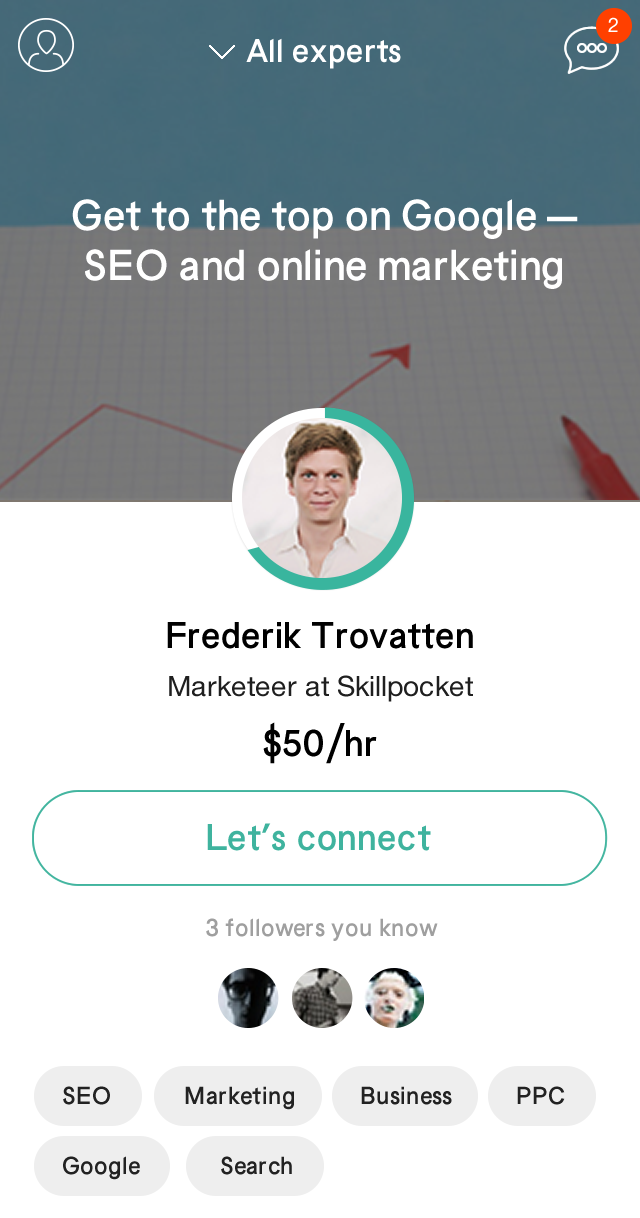 All experts
2
Get to the top on Google —
SEO and online marketing
Frederik Trovatten
Marketeer at Skillpocket
$50/hr
Let's connect
3 followers you know
SEO
Marketing
Business
PPC
Google
Search